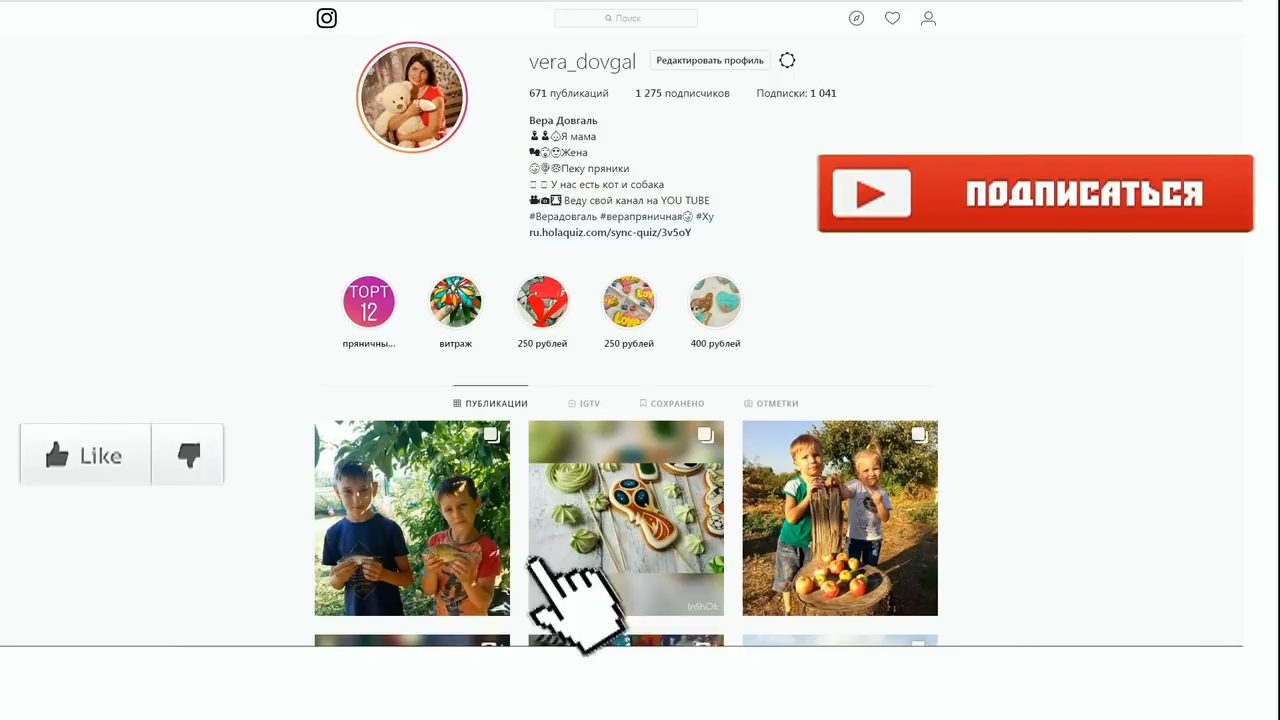 Поиск
vera_dovgal Редактировать профиль
671 публикаций 1 275 подписчиков Подписки: 1 041
Вера Довгаль
Я мама
Жена
Пеку пряники
У нас есть кот и собака
Веду свой канал на YOU TUBE
#Верадовгаль #верапряничная #Ху
ru.holaquiz.com/sync-quiz/3v5oY
ПОДПИСАТЬСЯ
ТОРТ
12
LOVE
пряничны... витраж 250 рублей 250 рублей 400 рублей
ПУБЛИКАЦИИ IGTV СОХРАНЕНО ОТМЕТКИ
Like
InShOt